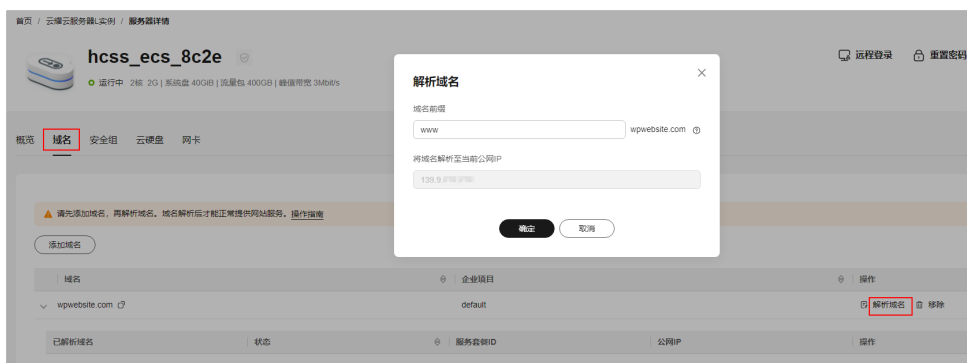 首页 / 云耀云服务器L实例 / 服务器详情
hcss_ecs_8c2e
运行中 2核 2G | 系统盘 40GiB | 流量包 400GB | 峰值带宽 3Mbit/s
远程登录 重置密码
概览 域名 安全组 云硬盘 网卡
请先添加域名，再解析域名。域名解析后才能正常提供网站服务。操作指南
添加域名
域名 企业项目 操作
wpwebsite.com default 解析域名 移除
已解析域名 状态 服务套餐ID 公网IP 操作
解析域名
域名前缀
www wpwebsite.com
将域名解析至当前公网IP
139.9.
确定 取消